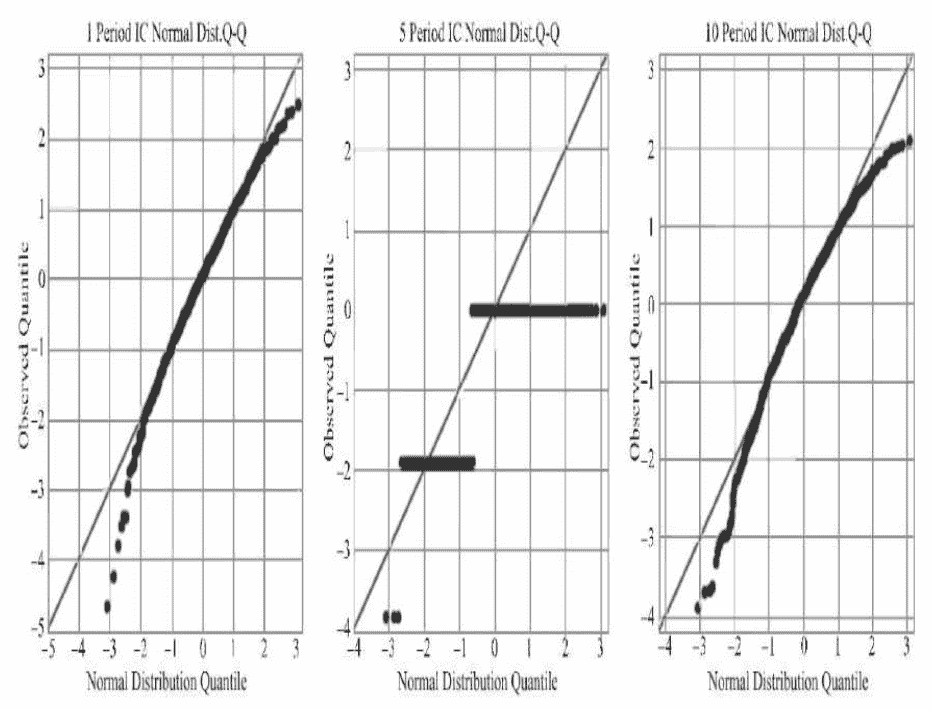 1 Period IC Normal Dist.Q-Q
Observed Quantile
3
2
1
0
-1
-2
-3
-4
-5
-5 -4 -3 -2 -1 0 1 2 3
Normal Distribution Quantile
5 Period IC Normal Dist.Q-Q
Observed Quantile
3
2
1
0
-1
-2
-3
-4
-4 -3 -2 -1 0 1 2 3
Normal Distribution Quantile
10 Period IC Normal Dist.Q-Q
Observed Quantile
3
2
1
0
-1
-2
-3
-4
-4 -3 -2 -1 0 1 2 3
Normal Distribution Quantile